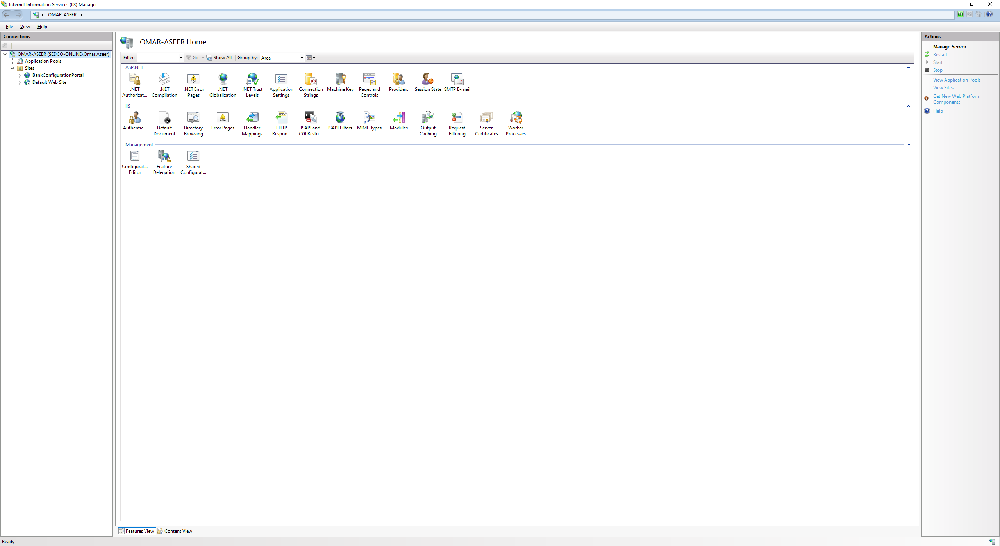 Internet Information Services (IIS) Manager
OMAR-ASEER
File View Help
Connections
OMAR-ASEER (SEDCO-ONLINE\Omar.Aseer)
Application Pools
Sites
BankConfigurationPortal
Default Web Site
OMAR-ASEER Home
Filter: Go Show All Group by: Area
ASP.NET
.NET Authorizat...
.NET Compilation
.NET Error Pages
.NET Globalization
.NET Trust Levels
Application Settings
Connection Strings
Machine Key
Pages and Controls
Providers
Session State
SMTP E-mail
IIS
Authentic...
Default Document
Directory Browsing
Error Pages
Handler Mappings
HTTP Respon...
ISAPI and CGI Restri...
ISAPI Filters
MIME Types
Modules
Output Caching
Request Filtering
Server Certificates
Worker Processes
Management
Configurat... Editor
Feature Delegation
Shared Configurat...
Features View
Content View
Actions
Manage Server
Restart
Start
Stop
View Application Pools
View Sites
Get New Web Platform
Components
Help
Ready